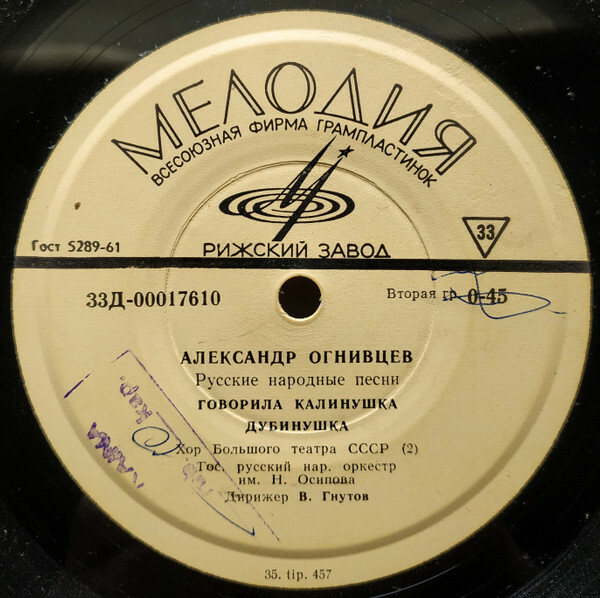 МЕЛОДИЯ
ВСЕСОЮЗНАЯ ФИРМА ГРАМПЛАСТИНОК
Гост 5289-61
РИЖСКИЙ ЗАВОД
33
33Д-00017610
Вторая гр. 0-45
АЛЕКСАНДР ОГНИВЦЕВ
Русские народные песни
ГОВОРИЛА КАЛИНУШКА
ДУБИНУШКА
Хор Большого театра СССР (2)
Гос. русский нар. оркестр
им. Н. Осипова
Дирижер В. Гнутов
35. tip. 457